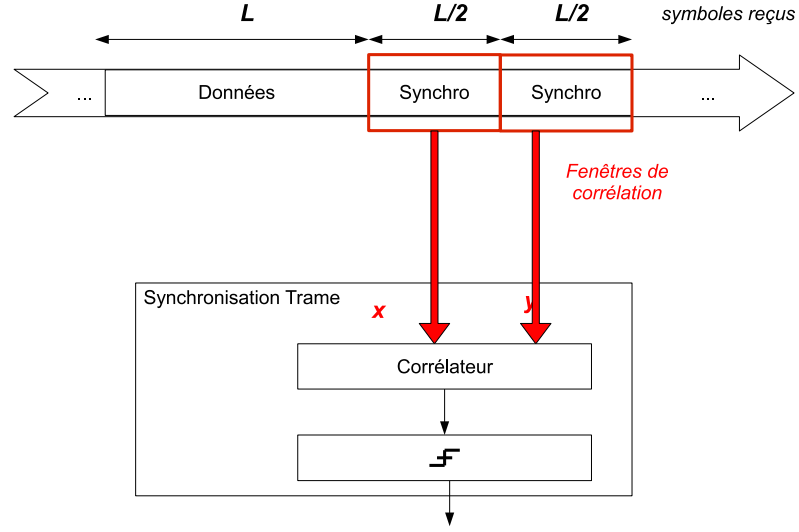 L L/2 L/2 symboles reçus
... Données Synchro Synchro ...
Fenêtres de
corrélation
Synchronisation Trame
x y
Corrélateur